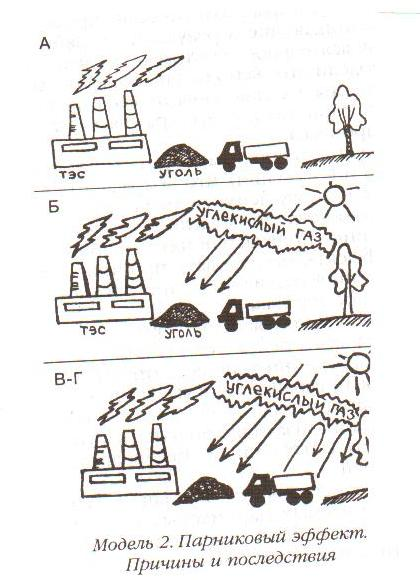 А
ТЭС
УГОЛЬ
Б
УГЛЕКИСЛЫЙ ГАЗ
ТЭС
УГОЛЬ
В-Г
УГЛЕКИСЛЫЙ ГАЗ
Модель 2. Парниковый эффект.
Причины и последствия